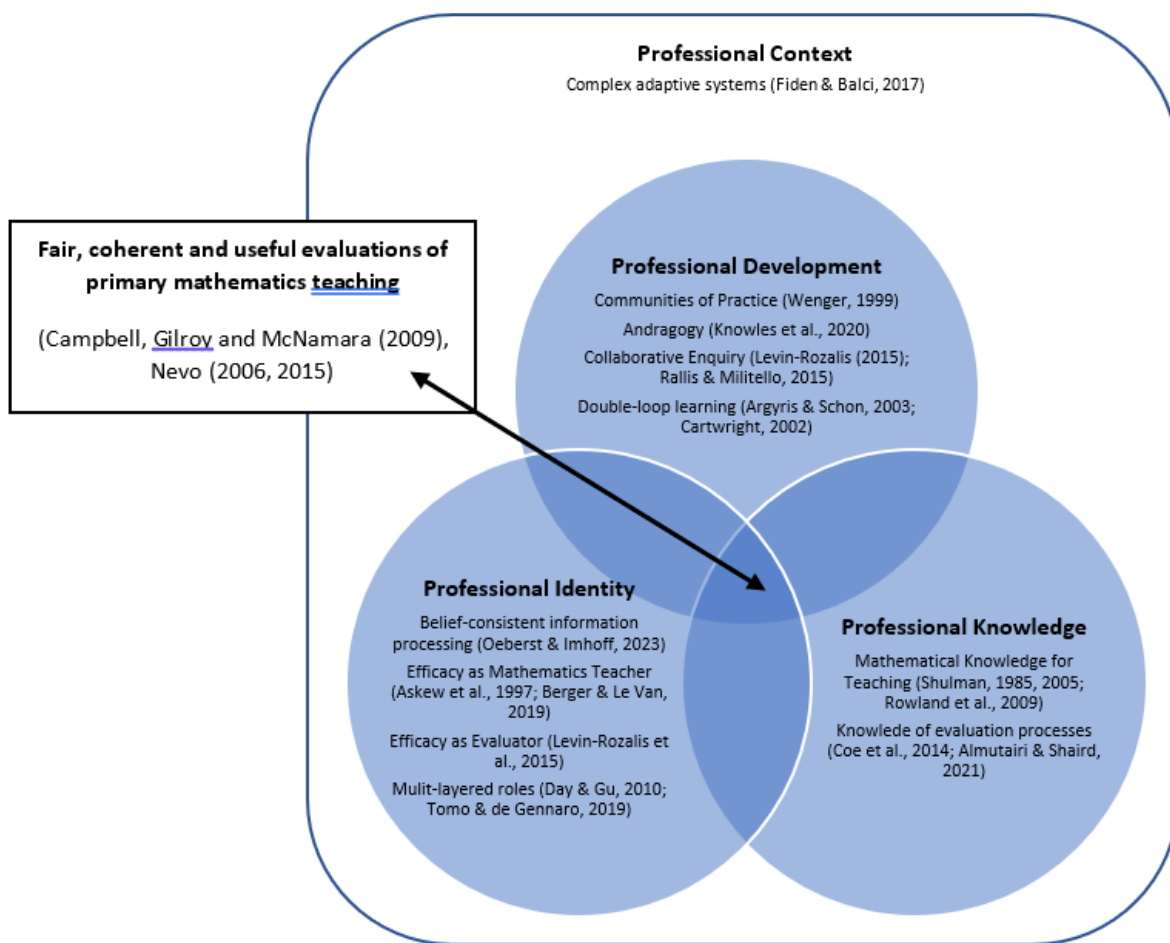 Professional Context
Complex adaptive systems (Fiden & Balci, 2017)
Fair, coherent and useful evaluations of
primary mathematics teaching
(Campbell, Gilroy and McNamara (2009),
Nevo (2006, 2015)
Professional Development
Communities of Practice (Wenger, 1999)
Andragogy (Knowles et al., 2020)
Collaborative Enquiry (Levin-Rozalis (2015);
Rallis & Militello, 2015)
Double-loop learning (Argyris & Schon, 2003;
Cartwright, 2002)
Professional Identity
Belief-consistent information
processing (Oeberst & Imhoff, 2023)
Efficacy as Mathematics Teacher
(Askew et al., 1997; Berger & Le Van,
2019)
Efficacy as Evaluator (Levin-Rozalis et
al., 2015)
Mulit-layered roles (Day & Gu, 2010;
Tomo & de Gennaro, 2019)
Professional Knowledge
Mathematical Knowledge for
Teaching (Shulman, 1985, 2005;
Rowland et al., 2009)
Knowlede of evaluation processes
(Coe et al., 2014; Almutairi & Shaird,
2021)